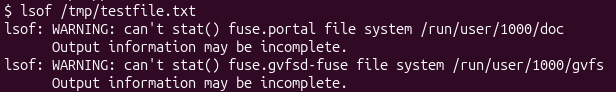 $ lsof /tmp/testfile.txt
lsof: WARNING: can't stat() fuse.portal file system /run/user/1000/doc
      Output information may be incomplete.
lsof: WARNING: can't stat() fuse.gvfsd-fuse file system /run/user/1000/gvfs
      Output information may be incomplete.